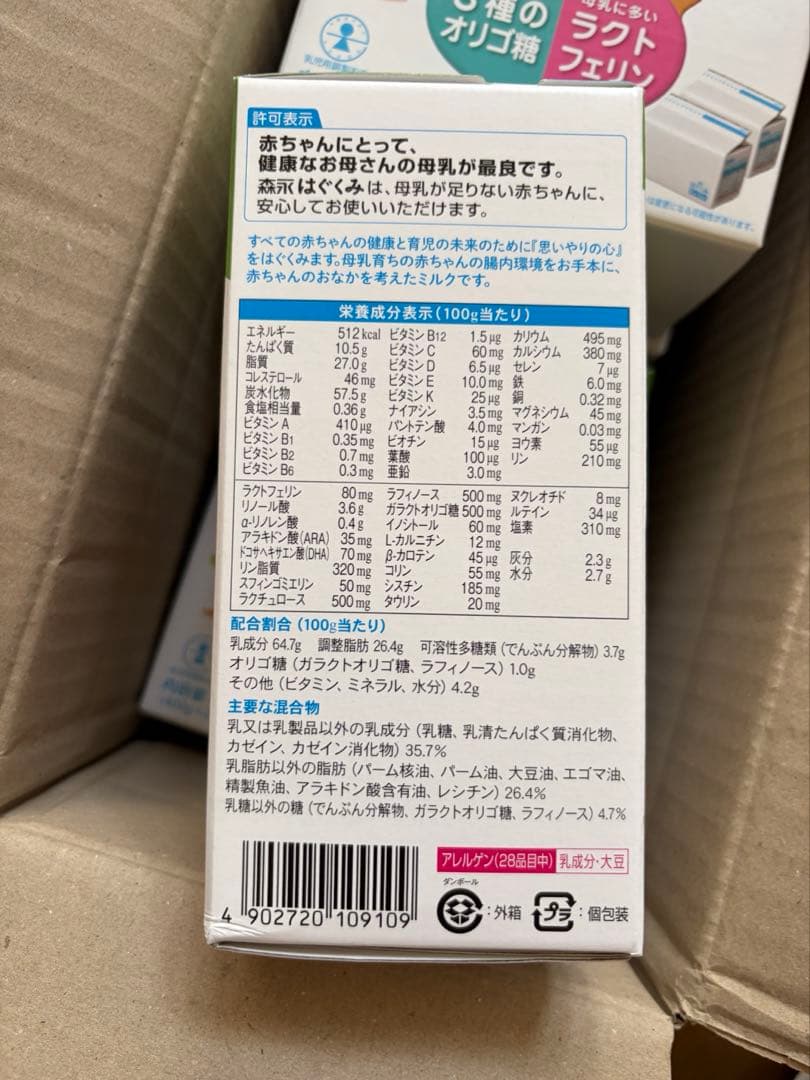 3種の
オリゴ糖
母乳に多い
ラクト
フェリン
許可表示
赤ちゃんにとって、
健康なお母さんの母乳が最良です。
森永はぐくみは、母乳が足りない赤ちゃんに、
安心してお使いいただけます。
すべての赤ちゃんの健康と育児の未来のために『思いやりの心』
をはぐくみます。母乳育ちの赤ちゃんの腸内環境をお手本に、
赤ちゃんのおなかを考えたミルクです。
栄養成分表示(100g当たり)
エネルギー 512kcal ビタミンB12 1.5μg カリウム 495mg
たんぱく質 10.5g ビタミンC 60mg カルシウム 380mg
脂質 27.0g ビタミンD 6.5μg セレン 7μg
コレステロール 46mg ビタミンE 10.0mg 鉄 6.0mg
炭水化物 57.5g ビタミンK 25μg 銅 0.32mg
食塩相当量 0.36g ナイアシン 3.5mg マグネシウム 45mg
ビタミンA 410μg パントテン酸 4.0mg マンガン 0.03mg
ビタミンB1 0.35mg ビオチン 15μg ヨウ素 55μg
ビタミンB2 0.7mg 葉酸 100μg リン 210mg
ビタミンB6 0.3mg 亜鉛 3.0mg
ラクトフェリン 80mg ラフィノース 500mg ヌクレオチド 8mg
リノール酸 3.6g ガラクトオリゴ糖 500mg ルテイン 34μg
α-リノレン酸 0.4g イノシトール 60mg 塩素 310mg
アラキドン酸(ARA) 35mg L-カルニチン 12mg
ドコサヘキサエン酸(DHA) 70mg β-カロテン 45μg 灰分 2.3g
リン脂質 320mg コリン 55mg 水分 2.7g
スフィンゴミエリン 50mg シスチン 185mg
ラクチュロース 500mg タウリン 20mg
配合割合(100g当たり)
乳成分 64.7g 調整脂肪 26.4g 可溶性多糖類(でんぷん分解物) 3.7g
オリゴ糖(ガラクトオリゴ糖、ラフィノース) 1.0g
その他(ビタミン、ミネラル、水分) 4.2g
主要な混合物
乳又は乳製品以外の乳成分(乳糖、乳清たんぱく質消化物、
カゼイン、カゼイン消化物) 35.7%
乳脂肪以外の脂肪(パーム核油、パーム油、大豆油、エゴマ油、
精製魚油、アラキドン酸含有油、レシチン) 26.4%
乳糖以外の糖(でんぷん分解物、ガラクトオリゴ糖、ラフィノース) 4.7%
アレルゲン(28品目中) 乳成分・大豆
ダンボール
:外箱 プラ :個包装
4 902720 109109